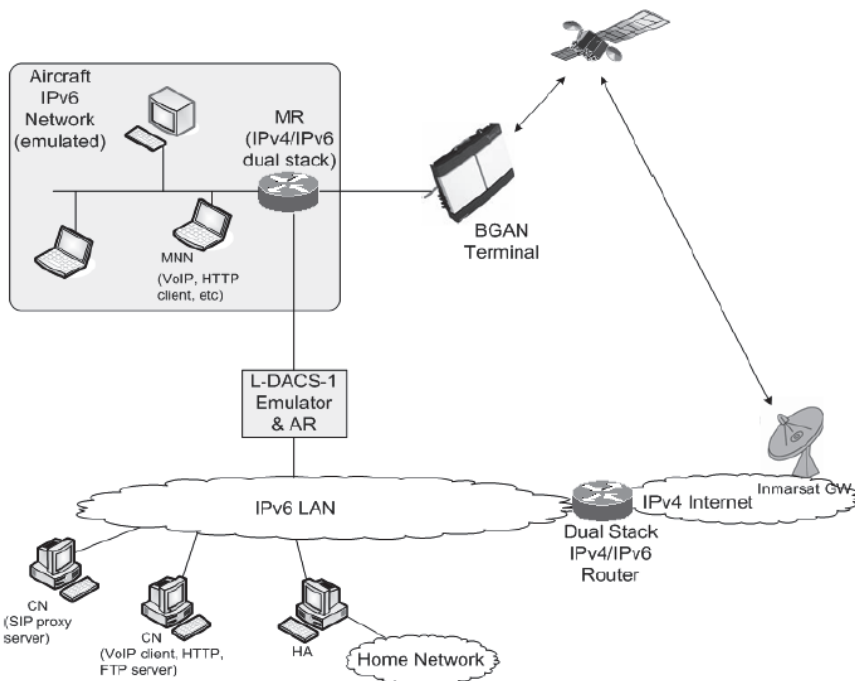 Aircraft
IPv6
Network
(emulated)
MR
(IPv4/IPv6
dual stack)
BGAN
Terminal
MNN
(VoIP, HTTP
client, etc)
L-DACS-1
Emulator
& AR
IPv6 LAN
IPv4 Internet
Inmarsat GW
Dual Stack
IPv4/IPv6
Router
CN
(SIP proxy
server)
CN
(VoIP client, HTTP,
FTP server)
HA
Home Network